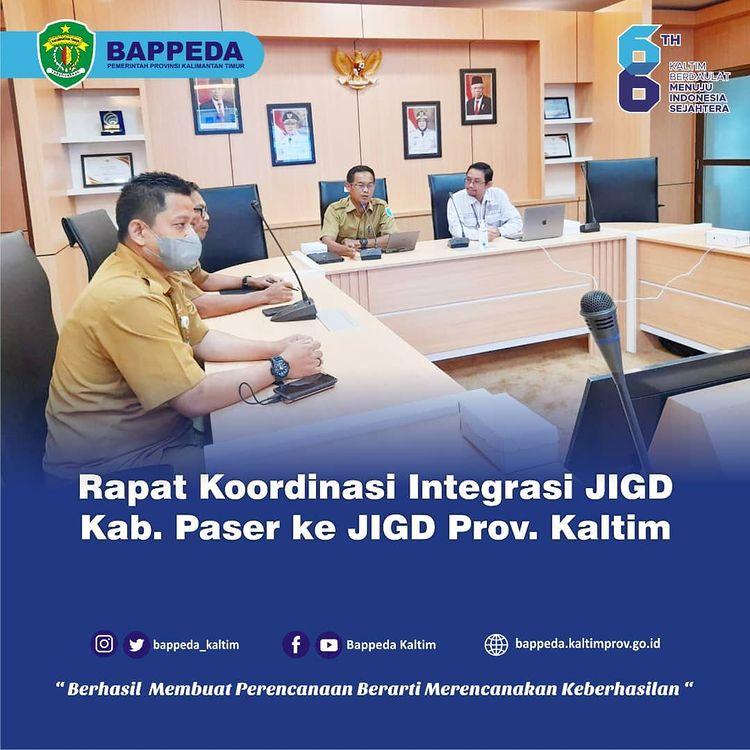 BAPPEDA
PEMERINTAH PROVINSI KALIMANTAN TIMUR
66TH
KALTIM
BERDAULAT
MENUJU
INDONESIA
SEJAHTERA
Rapat Koordinasi Integrasi JIGD
Kab. Paser ke JIGD Prov. Kaltim
bappeda_kaltim
Bappeda Kaltim
bappeda.kaltimprov.go.id
“ Berhasil Membuat Perencanaan Berarti Merencanakan Keberhasilan “